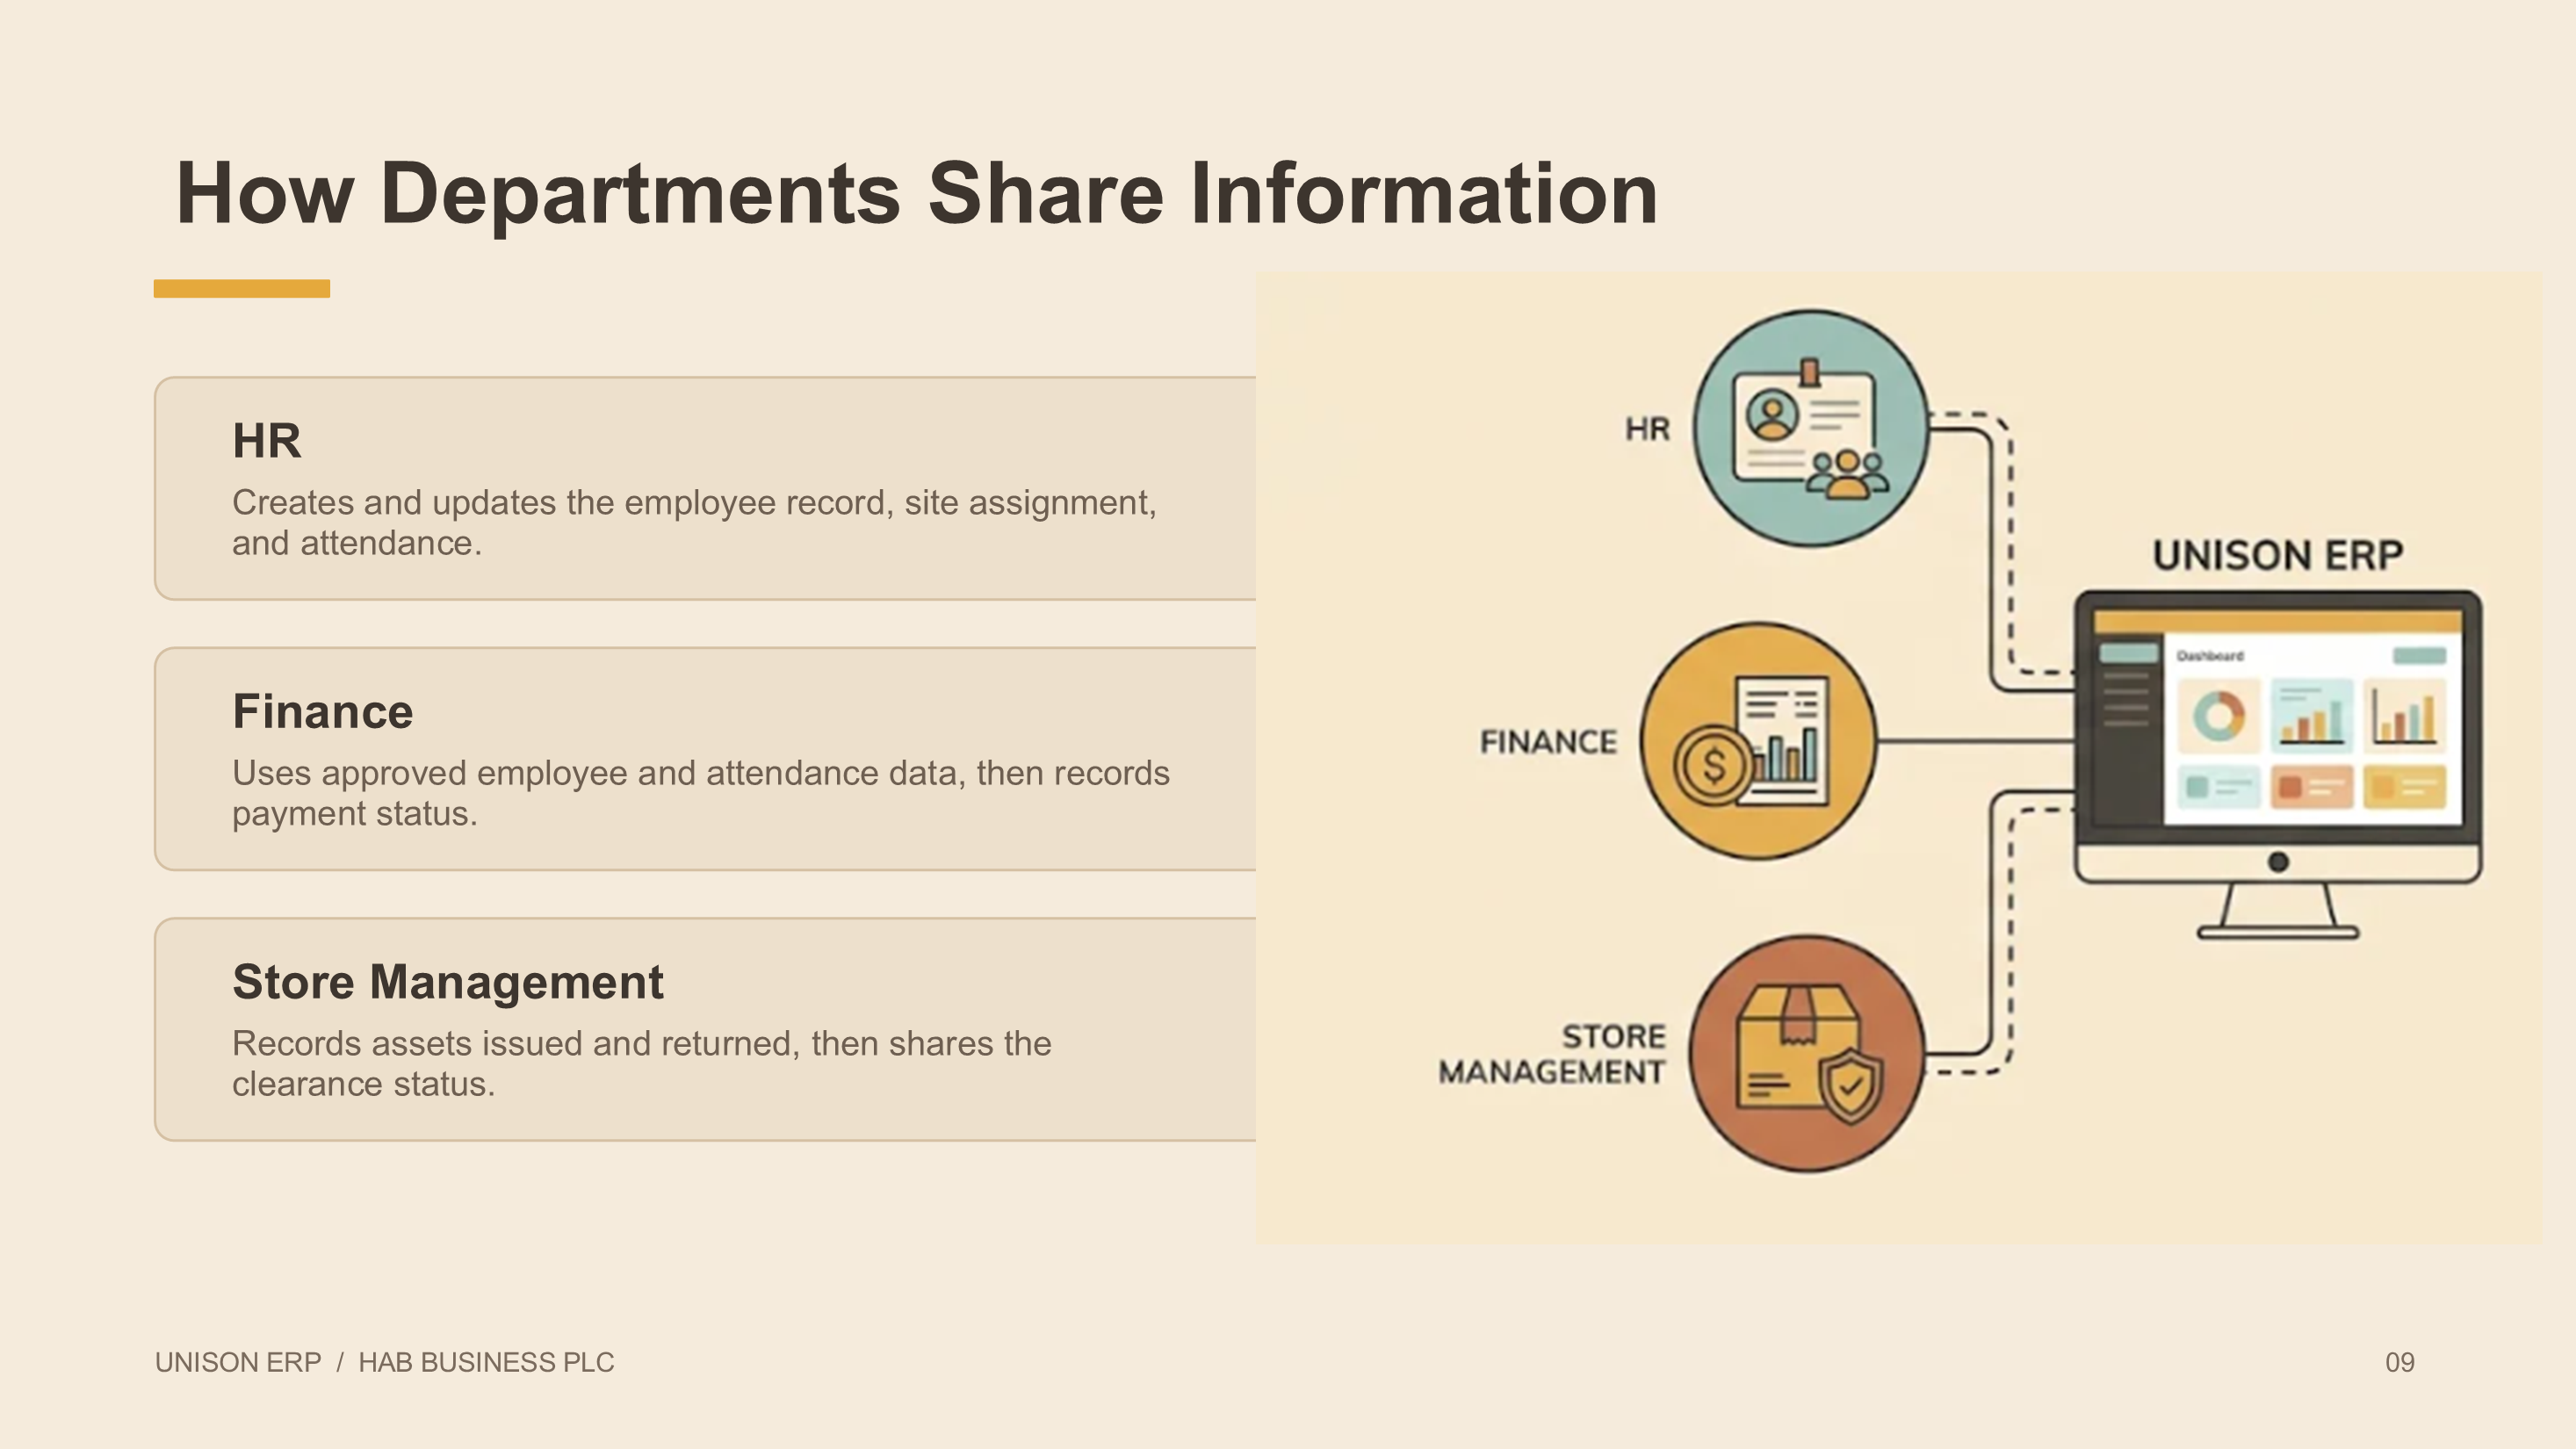 How Departments Share Information
HR
Creates and updates the employee record, site assignment,
and attendance.
Finance
Uses approved employee and attendance data, then records
payment status.
Store Management
Records assets issued and returned, then shares the
clearance status.
HR
FINANCE
STORE
MANAGEMENT
UNISON ERP
Dashboard
$
UNISON ERP / HAB BUSINESS PLC
09